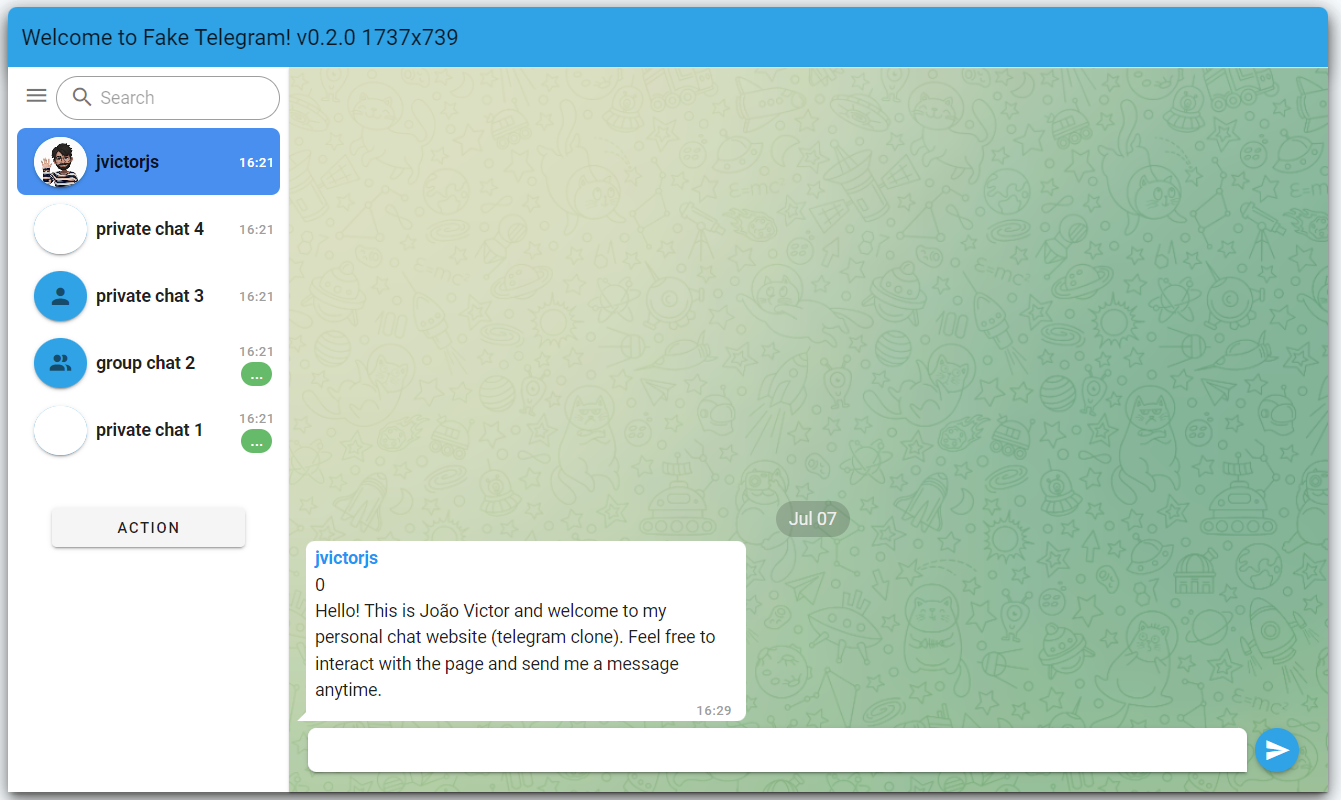 Welcome to Fake Telegram! v0.2.0 1737x739
Search
jvictorjs 16:21
private chat 4 16:21
private chat 3 16:21
group chat 2 16:21
...
private chat 1 16:21
...
ACTION
Jul 07
jvictorjs
0
Hello! This is João Victor and welcome to my
personal chat website (telegram clone). Feel free to
interact with the page and send me a message
anytime.
16:29